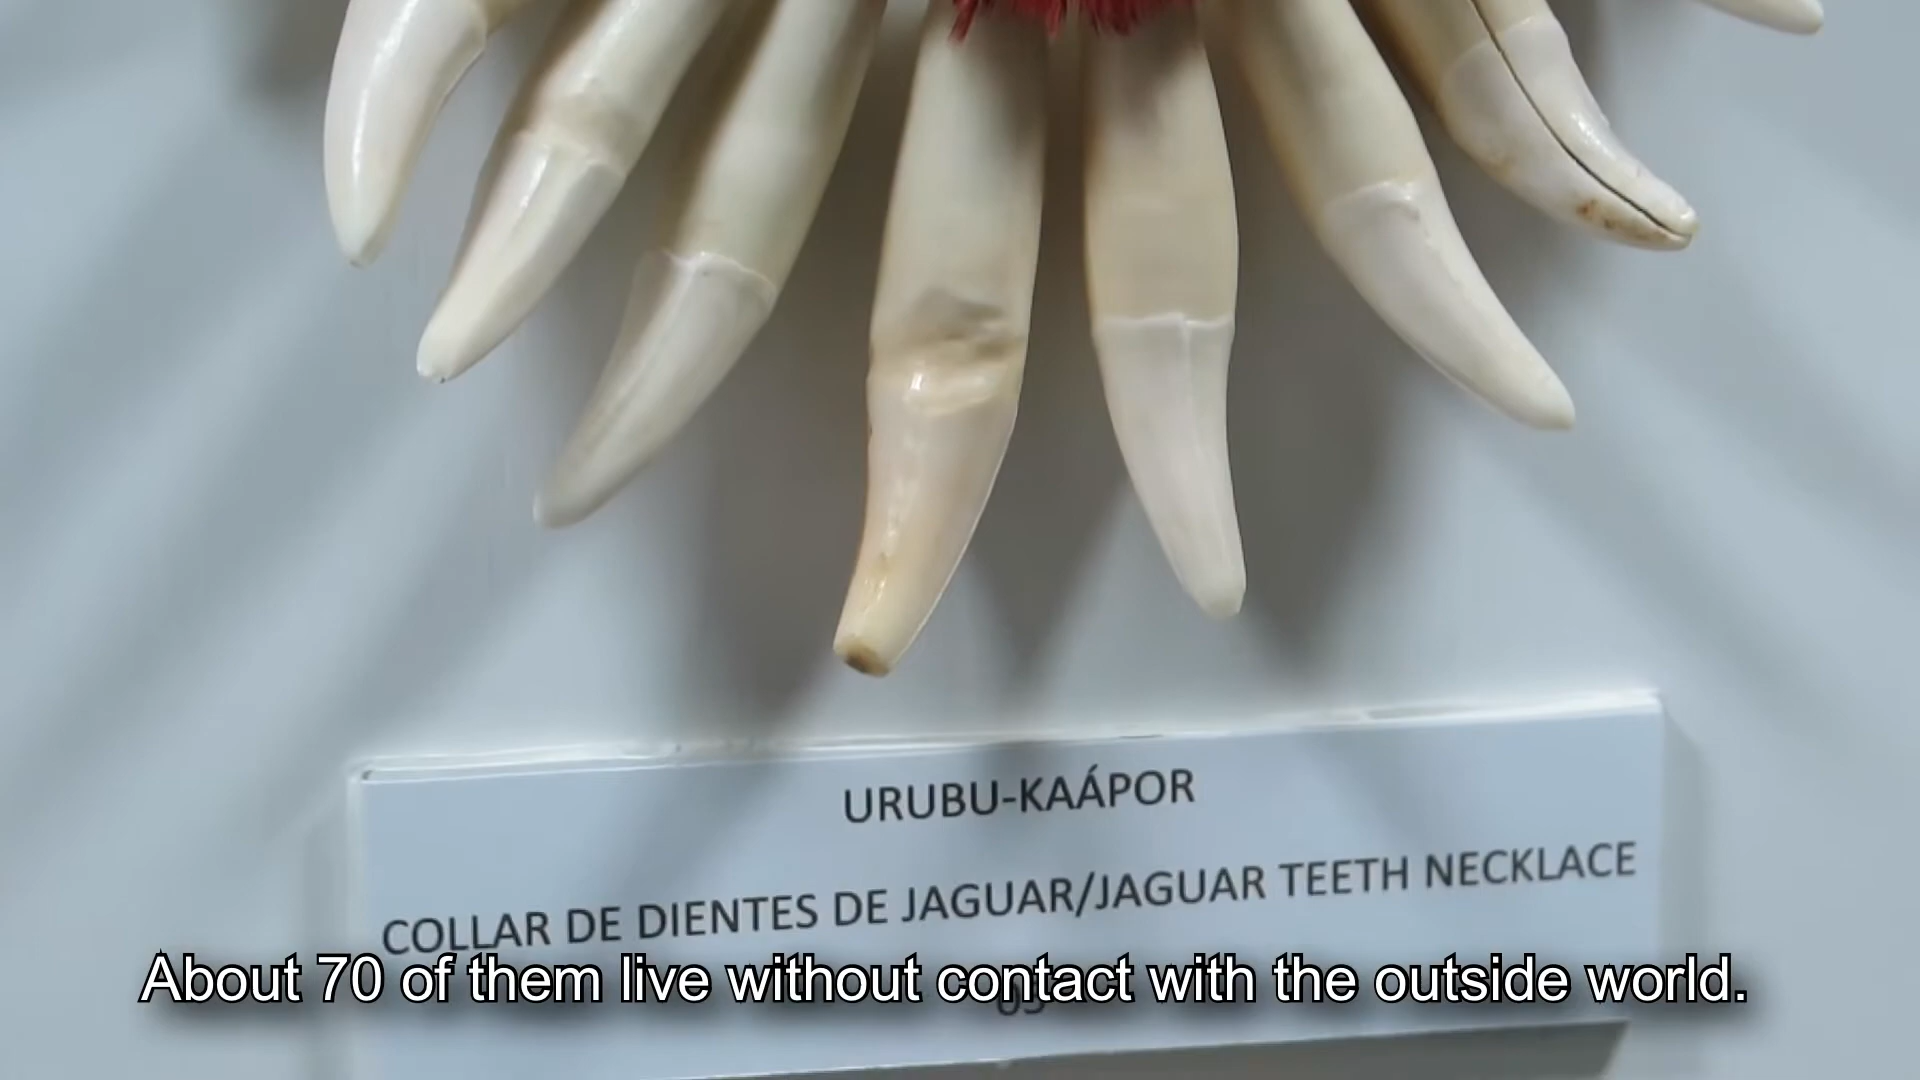 URUBU-KAÁPOR
COLLAR DE DIENTES DE JAGUAR/JAGUAR TEETH NECKLACE
About 70 of them live without contact with the outside world.